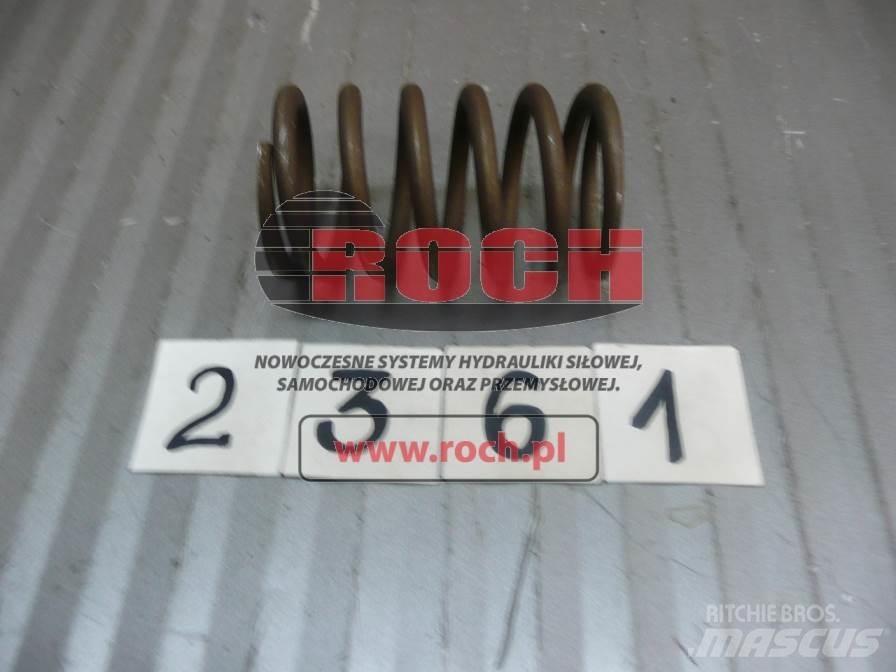 ROCH
NOWOCZESNE SYSTEMY HYDRAULIKI SIŁOWEJ,
SAMOCHODOWEJ ORAZ PRZEMYSŁOWEJ.
2 3 6 1
www.roch.pl
RITCHIE BROS.
MASCUS